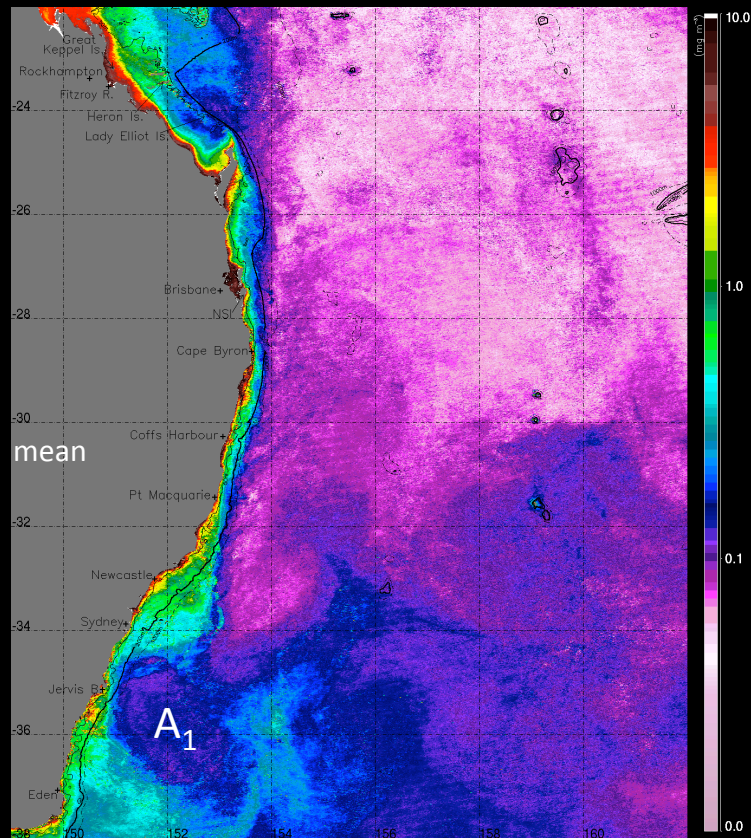 10.0
(mg m-3)
Great
Keppel Is.
Rockhampton
Fitzroy R.
-24
Heron Is.
Lady Elliot Is.
1000m
-26
Brisbane
1.0
NSI
-28
Cape Byron
-30
Coffs Harbour
mean
Pt Macquarie
-32
0.1
Newcastle
Sydney
-34
Jervis B
A1
-36
Eden
0.0
-38
150
152
154
156
158
160